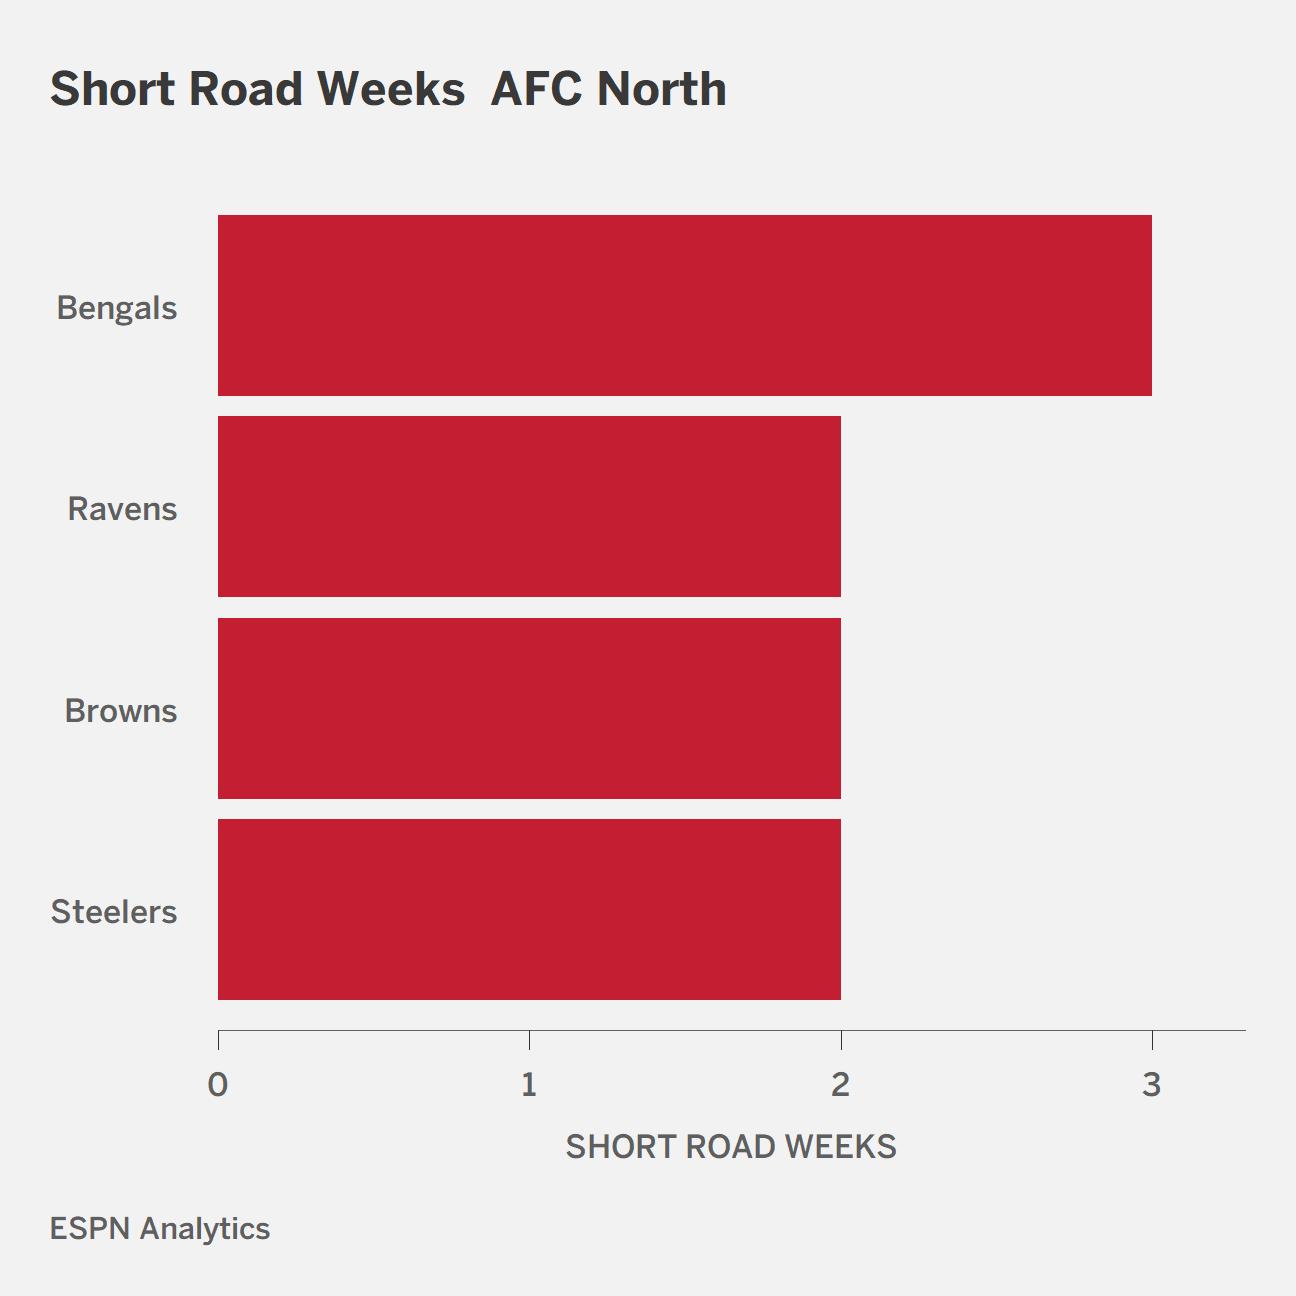 Short Road Weeks  AFC North
Bengals
Ravens
Browns
Steelers
0 1 2 3
SHORT ROAD WEEKS
ESPN Analytics